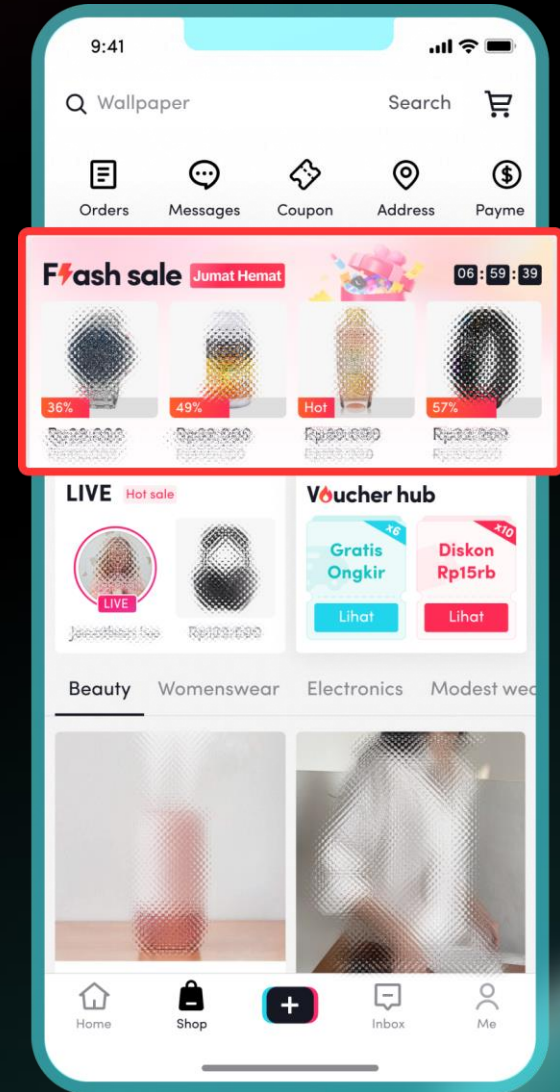 9:41
Wallpaper Search
Orders Messages Coupon Address Payme
Flash sale Jumat Hemat 06:59:39
36% 49% Hot 57%
LIVE Hot sale
LIVE
Voucher hub
x6 x10
Gratis Ongkir
Diskon Rp15rb
Lihat Lihat
Beauty Womenswear Electronics Modest wea
Home Shop Inbox Me